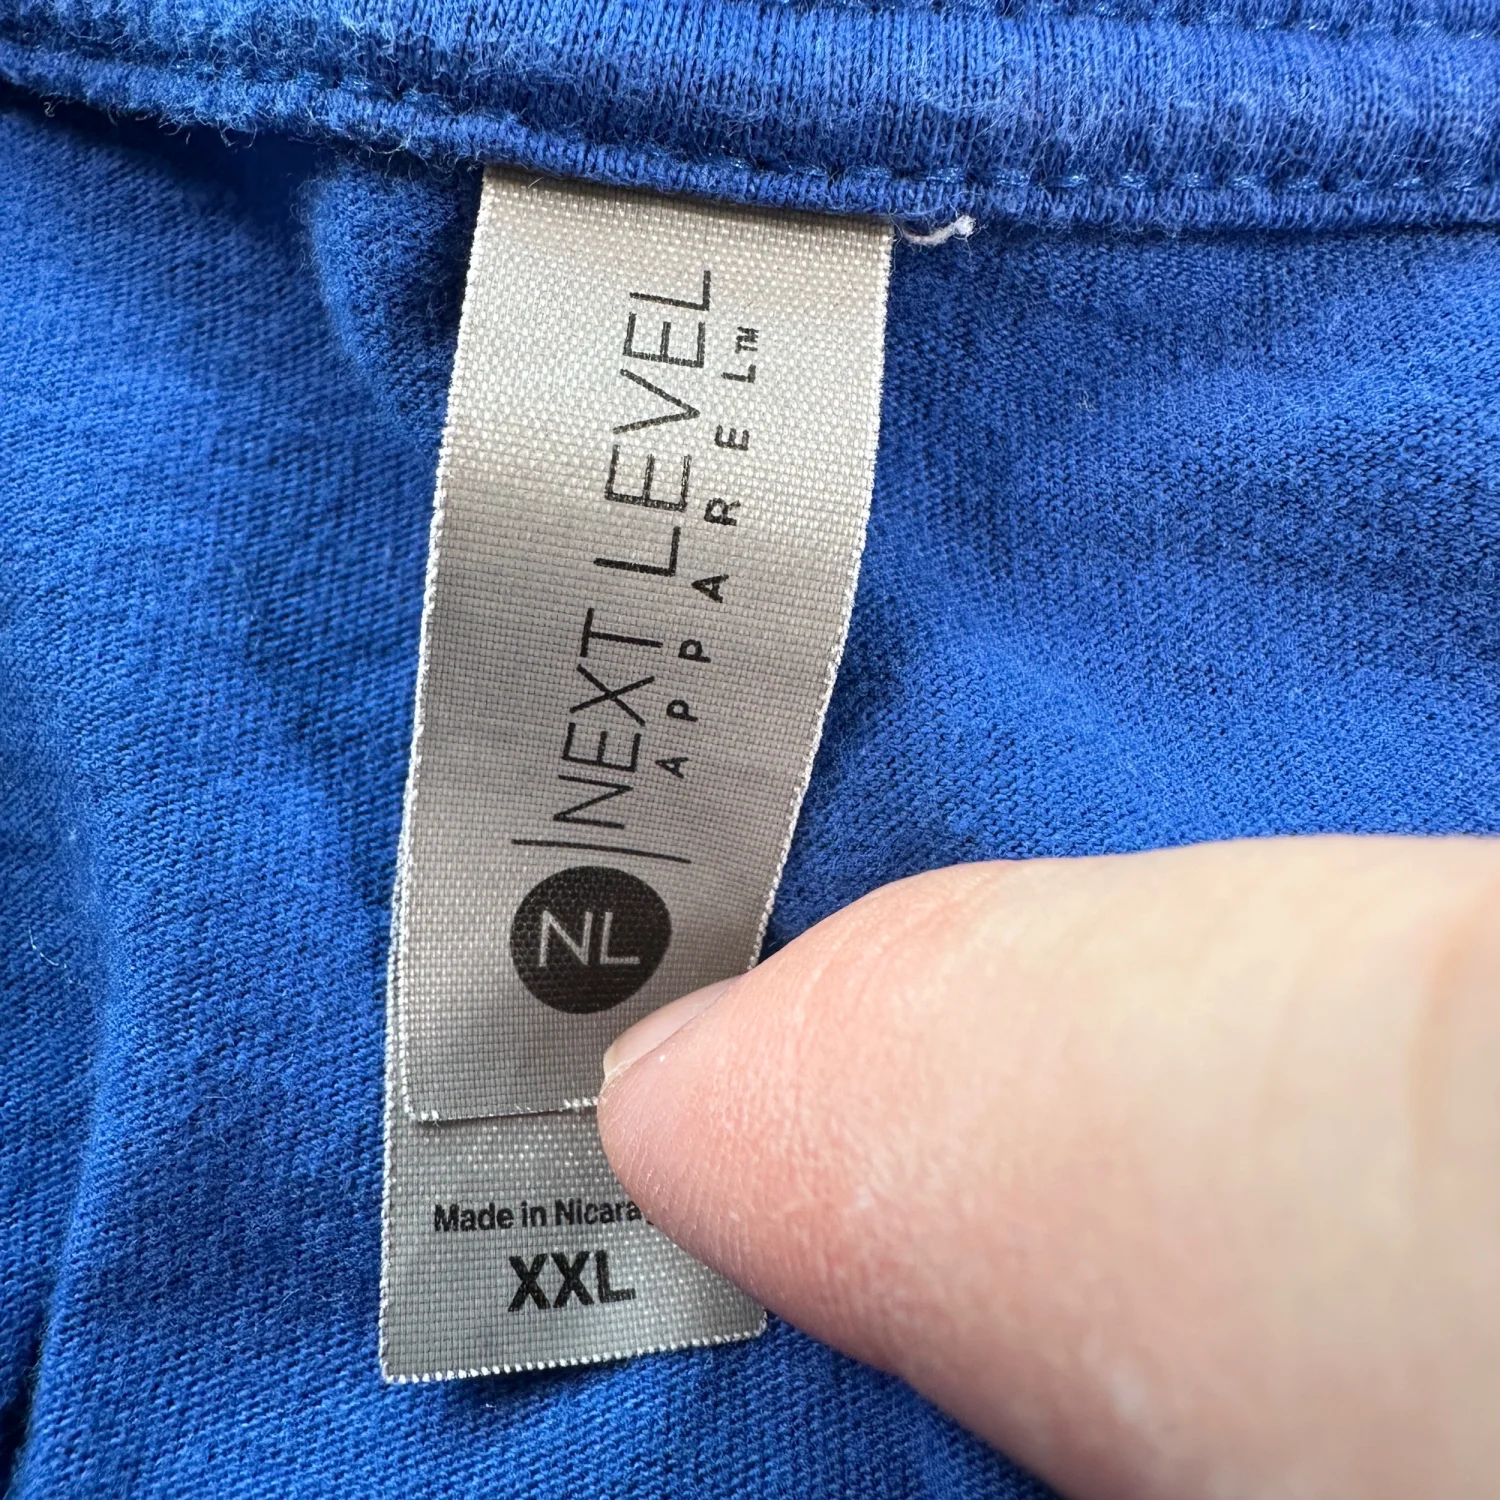 NL | NEXT LEVEL
APPAREL™
Made in Nicara
XXL